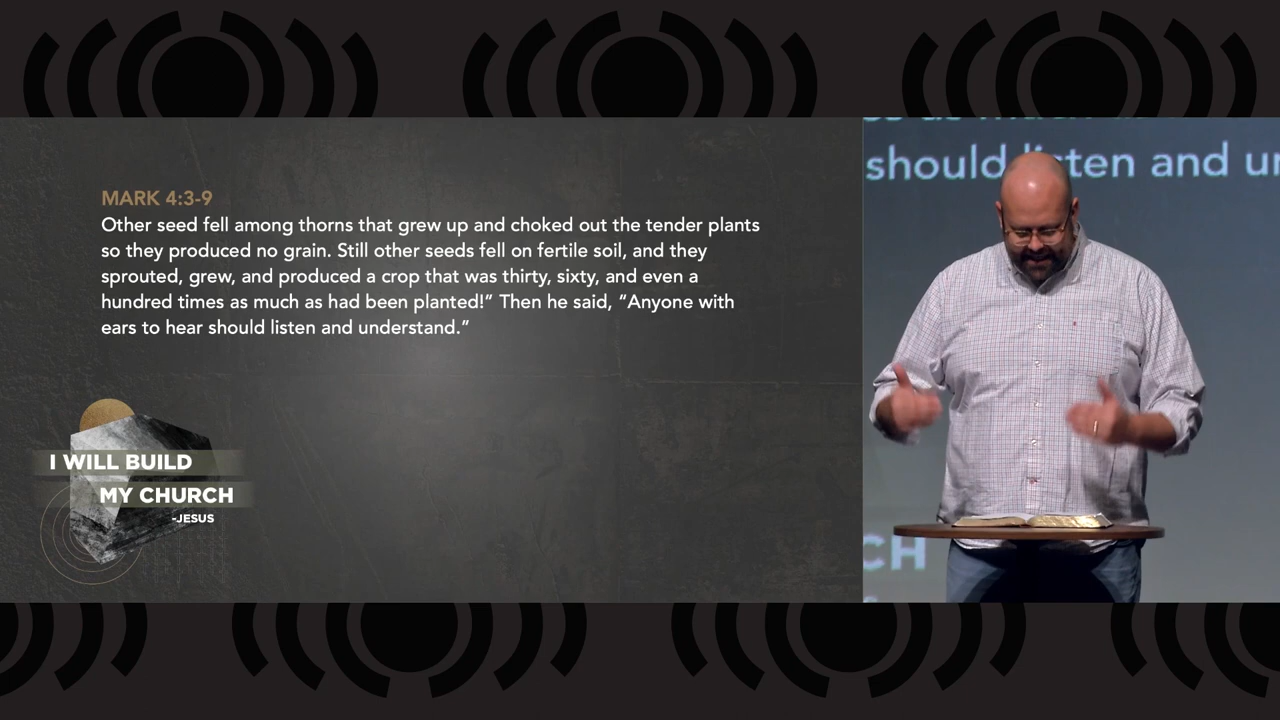 MARK 4:3-9
Other seed fell among thorns that grew up and choked out the tender plants
so they produced no grain. Still other seeds fell on fertile soil, and they
sprouted, grew, and produced a crop that was thirty, sixty, and even a
hundred times as much as had been planted!” Then he said, “Anyone with
ears to hear should listen and understand.”
I WILL BUILD
MY CHURCH
-JESUS
should listen and un
CH